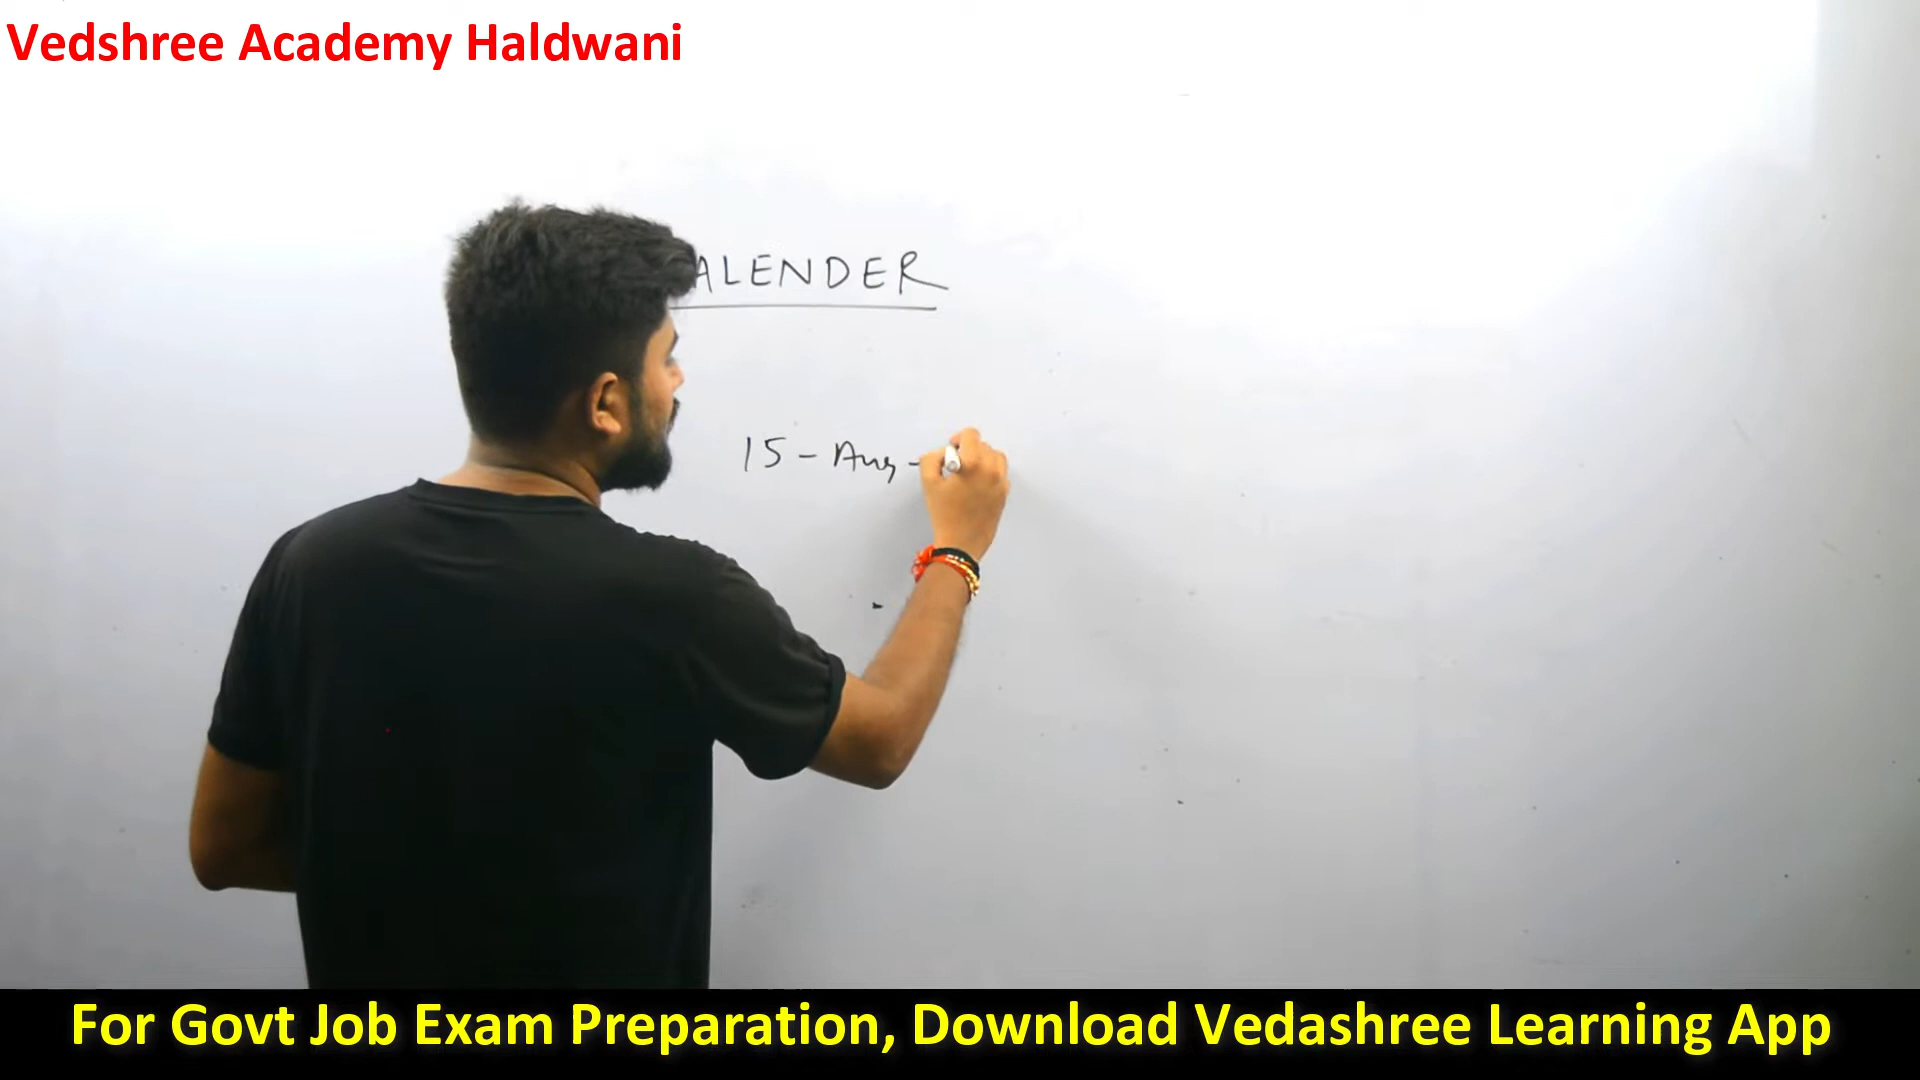 Vedshree Academy Haldwani
ALENDER
15 - Aug -
For Govt Job Exam Preparation, Download Vedashree Learning App